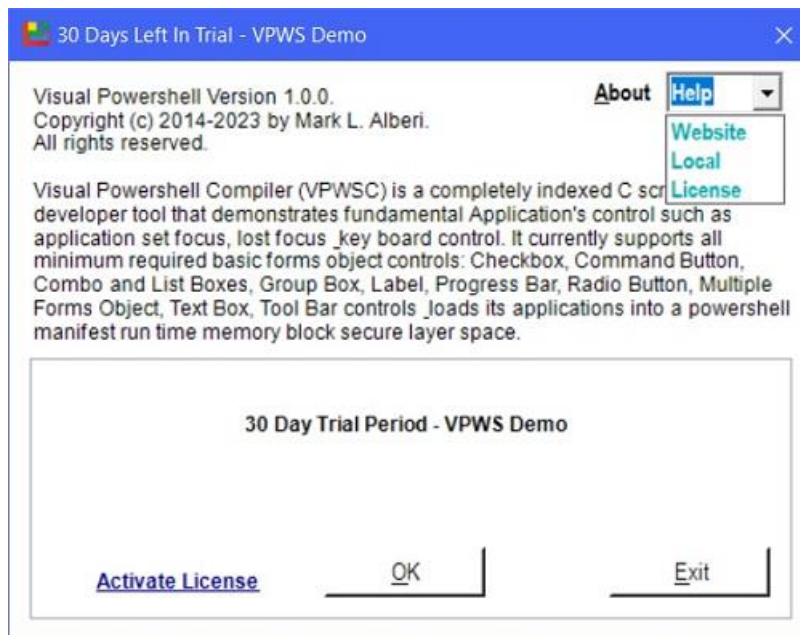 30 Days Left In Trial - VPWS Demo
Visual Powershell Version 1.0.0.
Copyright (c) 2014-2023 by Mark L. Alberi.
All rights reserved.
About
Help
Website
Local
License
Visual Powershell Compiler (VPWSC) is a completely indexed C scr
developer tool that demonstrates fundamental Application's control such as
application set focus, lost focus _key board control. It currently supports all
minimum required basic forms object controls: Checkbox, Command Button,
Combo and List Boxes, Group Box, Label, Progress Bar, Radio Button, Multiple
Forms Object, Text Box, Tool Bar controls _loads its applications into a powershell
manifest run time memory block secure layer space.
30 Day Trial Period - VPWS Demo
Activate License
OK
Exit